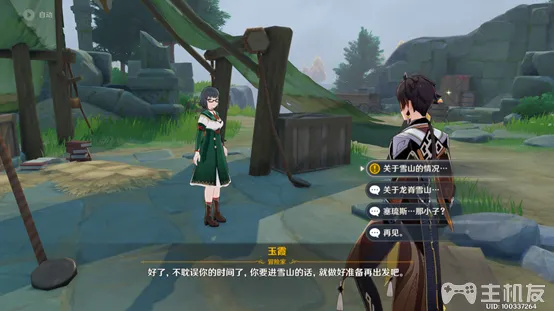 自动
关于雪山的情况…
关于龙脊雪山…
塞琉斯…那小子？
再见。
玉霞
冒险家
好了，不耽误你的时间了，你要进雪山的话，就做好准备再出发吧。
主机友
UID: 100337264